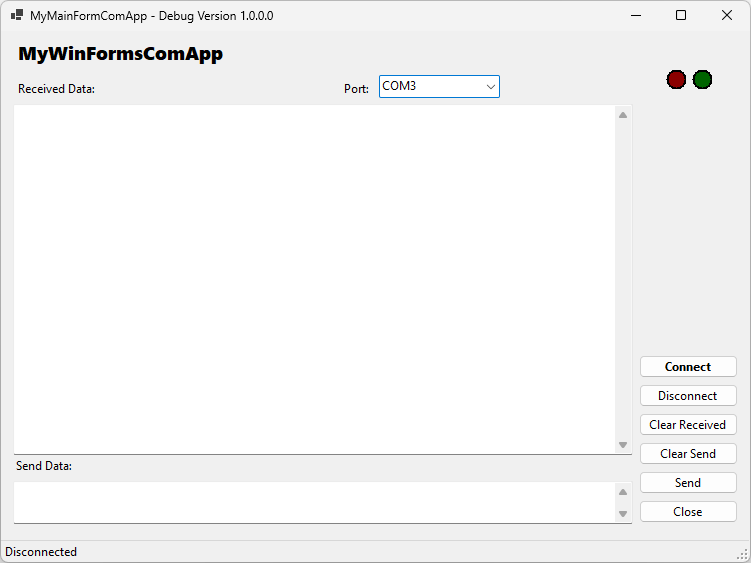 MyMainFormComApp - Debug Version 1.0.0.0
MyWinFormsComApp
Received Data:
Port:
COM3
Connect
Disconnect
Clear Received
Clear Send
Send Data:
Send
Close
Disconnected